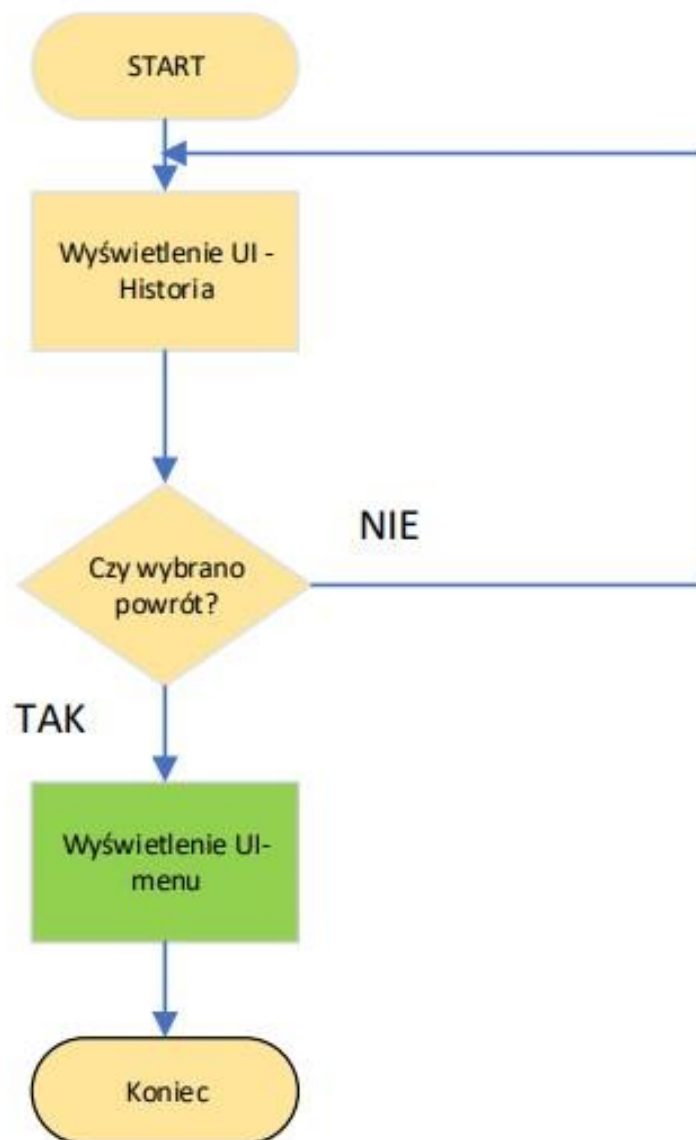 START
Wyświetlenie UI -
Historia
NIE
Czy wybrano
powrót?
TAK
Wyświetlenie UI-
menu
Koniec